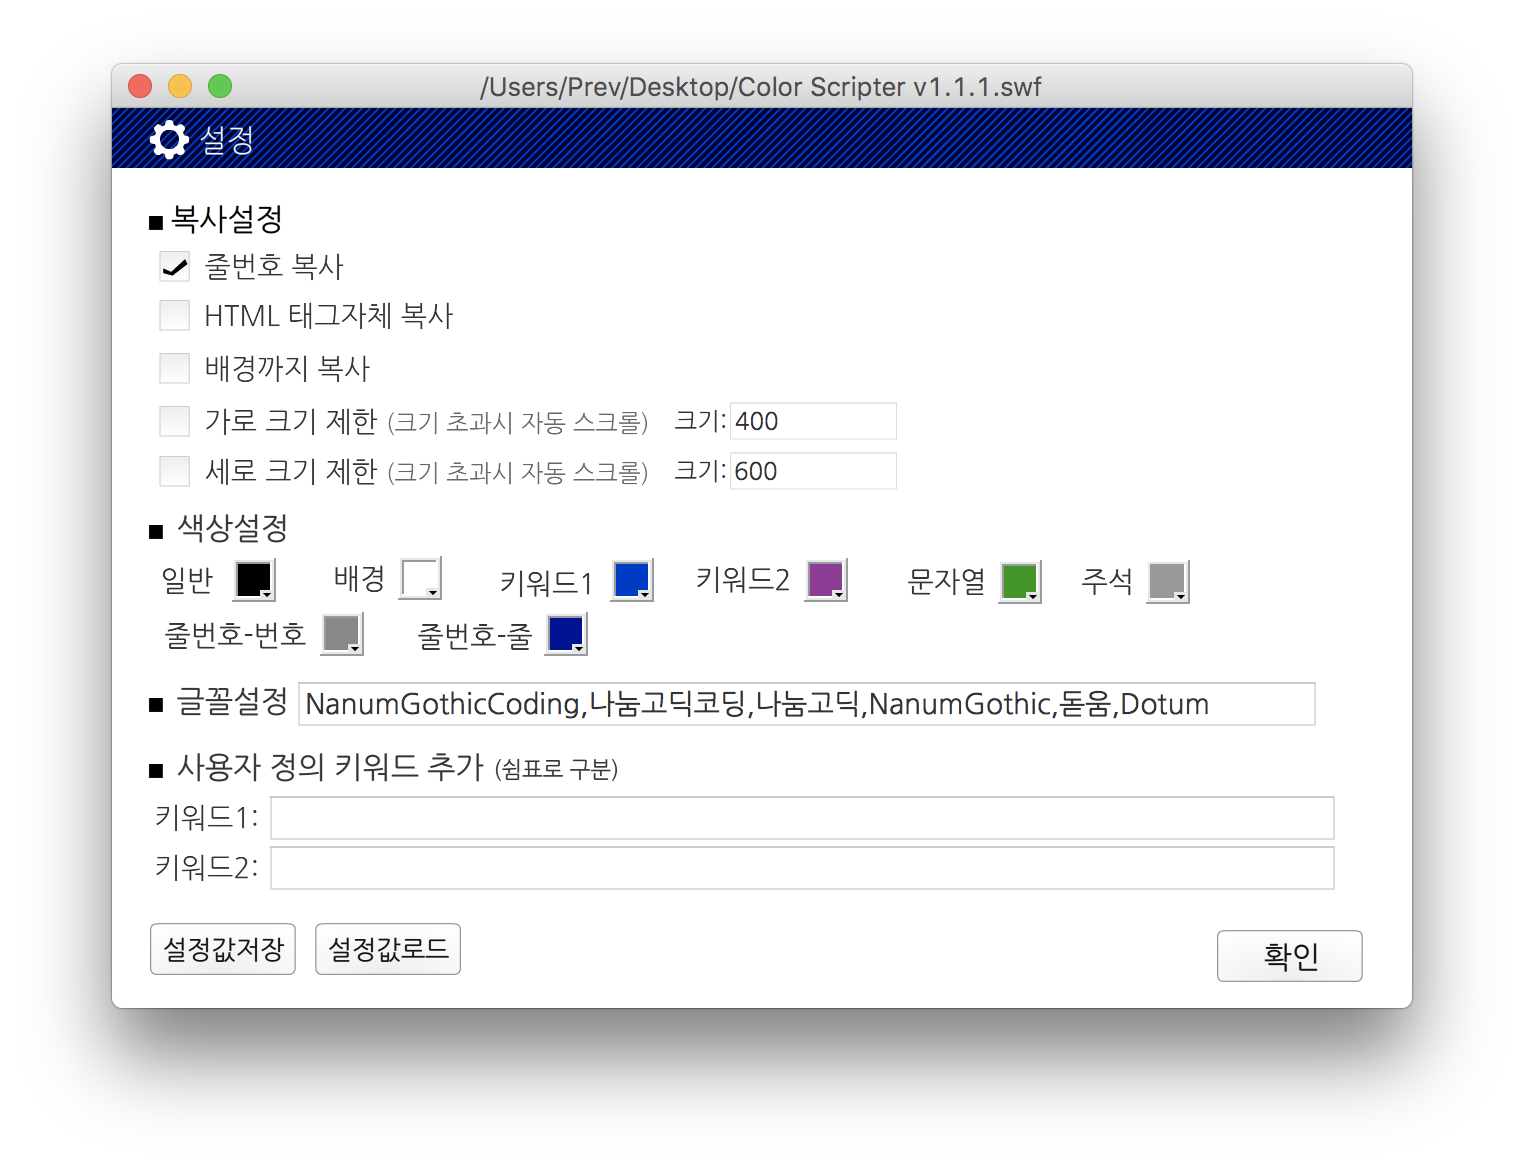 /Users/Prev/Desktop/Color Scripter v1.1.1.swf
설정
■ 복사설정
줄번호 복사
HTML 태그자체 복사
배경까지 복사
가로 크기 제한 (크기 초과시 자동 스크롤) 크기: 400
세로 크기 제한 (크기 초과시 자동 스크롤) 크기: 600
■ 색상설정
일반 배경 키워드1 키워드2 문자열 주석
줄번호-번호 줄번호-줄
■ 글꼴설정 NanumGothicCoding,나눔고딕코딩,나눔고딕,NanumGothic,돋움,Dotum
■ 사용자 정의 키워드 추가 (쉼표로 구분)
키워드1:
키워드2:
설정값저장 설정값로드 확인